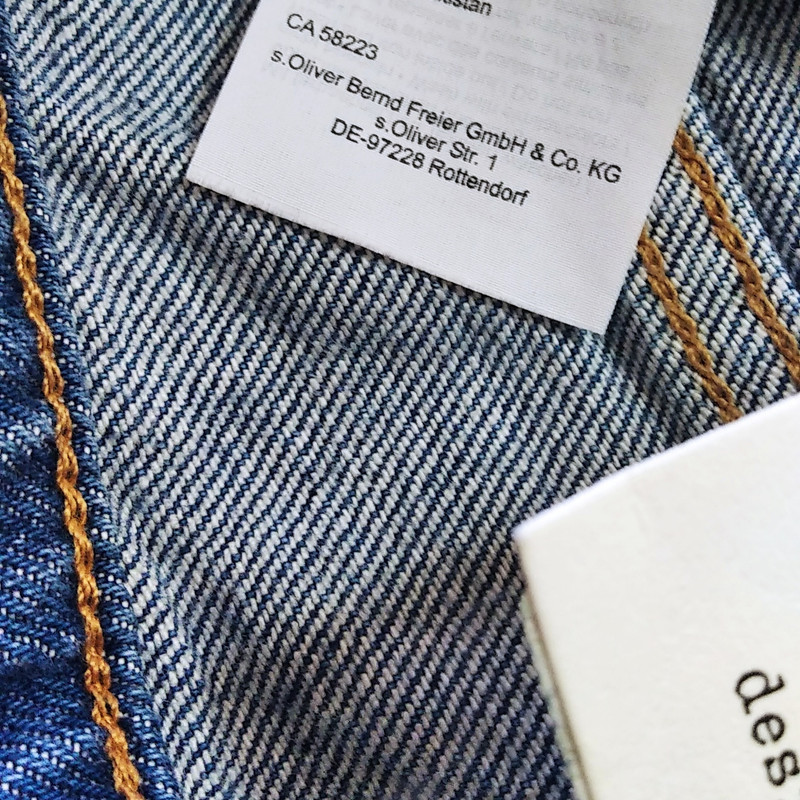 CA 58223
s.Oliver Bernd Freier GmbH & Co. KG
s.Oliver Str. 1
DE-97228 Rottendorf
des